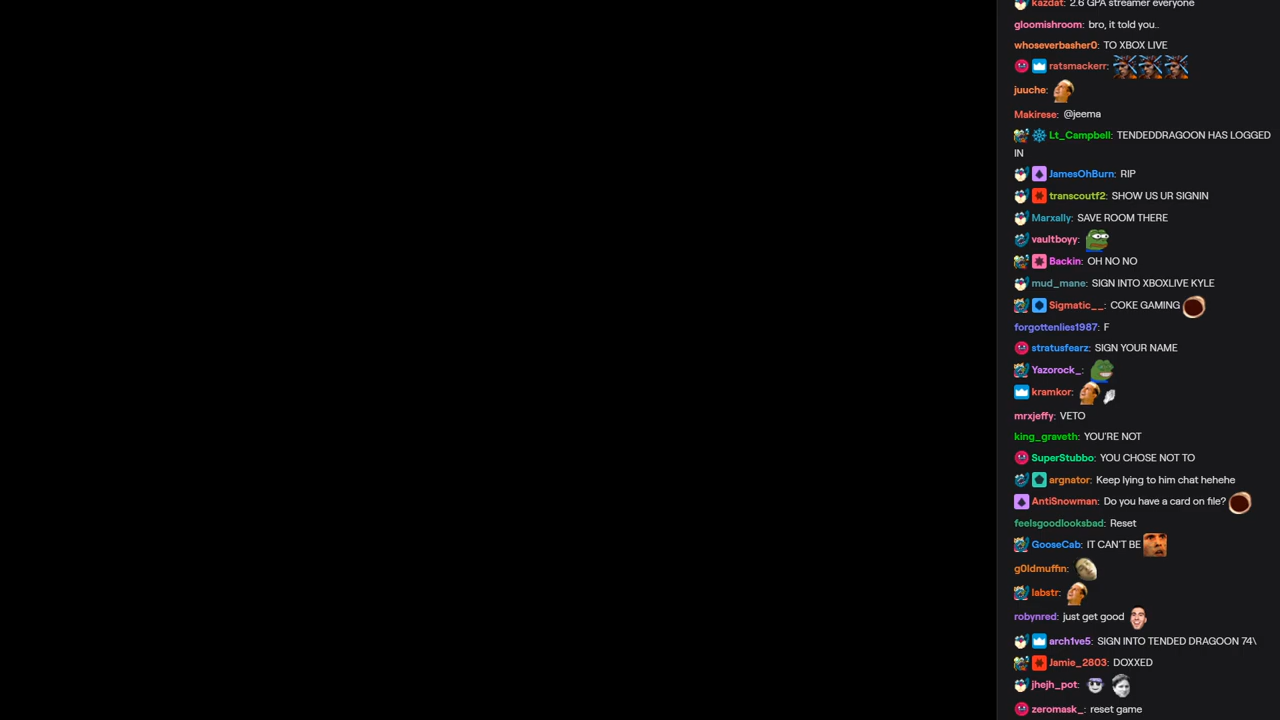 kazdat: 2.6 GPA streamer everyone
gloomishroom: bro, it told you..
whoseverbasher0: TO XBOX LIVE
ratsmackerr:
juuche:
Makirese: @jeema
Lt_Campbell: TENDEDDRAGOON HAS LOGGED
IN
JamesOhBurn: RIP
transcoutf2: SHOW US UR SIGNIN
Marxally: SAVE ROOM THERE
vaultboyy:
Backin: OH NO NO
mud_mane: SIGN INTO XBOXLIVE KYLE
Sigmatic__: COKE GAMING
forgottenlies1987: F
stratusfearz: SIGN YOUR NAME
Yazorock_:
kramkor:
mrxjeffy: VETO
king_graveth: YOU'RE NOT
SuperStubbo: YOU CHOSE NOT TO
argnator: Keep lying to him chat hehehe
AntiSnowman: Do you have a card on file?
feelsgoodlooksbad: Reset
GooseCab: IT CAN'T BE
g0ldmuffin:
labstr:
robynred: just get good
arch1ve5: SIGN INTO TENDED DRAGOON 74\
Jamie_2803: DOXXED
jhejh_pot:
zeromask_: reset game